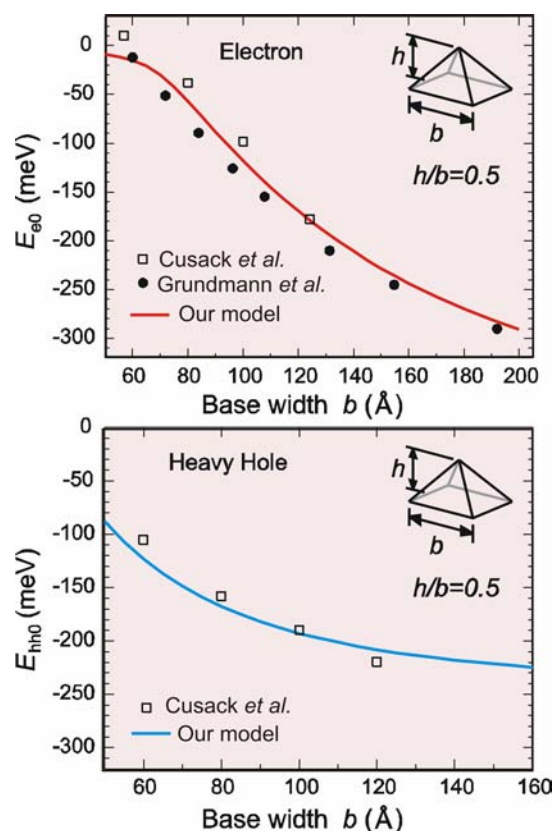 0
-50
-100
-150
-200
-250
-300
E_e0 (meV)
Electron
h
b
h/b=0.5
Cusack et al.
Grundmann et al.
Our model
60 80 100 120 140 160 180 200
Base width b (Å)
0
-50
-100
-150
-200
-250
-300
E_hh0 (meV)
Heavy Hole
h
b
h/b=0.5
Cusack et al.
Our model
60 80 100 120 140 160
Base width b (Å)